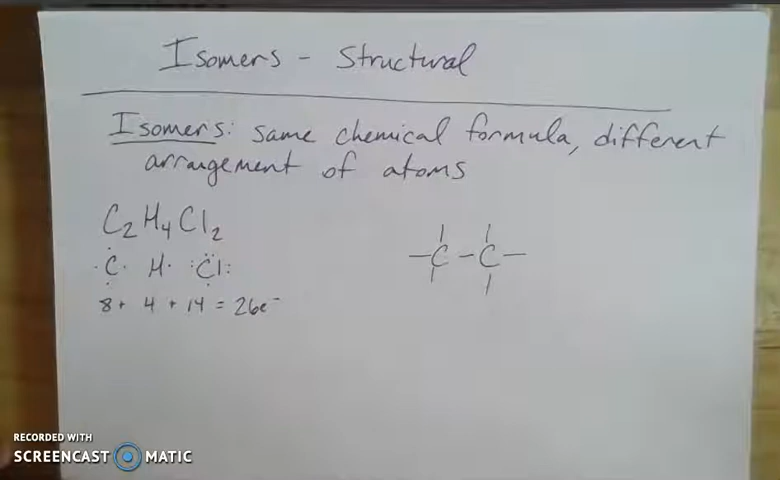 Isomers - Structural
Isomers: same chemical formula, different
arrangement of atoms
C₂H₄Cl₂
C H Cl
8 + 4 + 14 = 26e⁻
C - C
RECORDED WITH
SCREENCAST MATIC